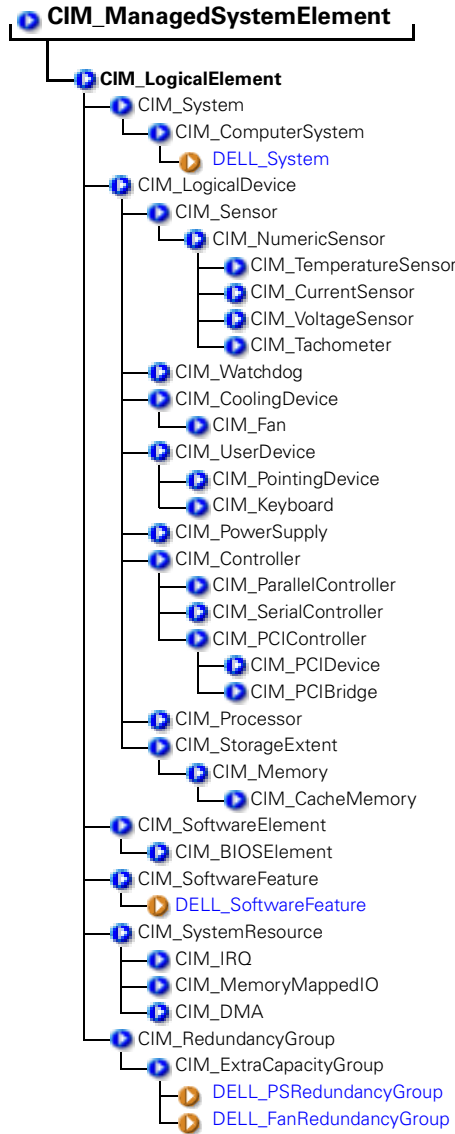 CIM_ManagedSystemElement
CIM_LogicalElement
CIM_System
CIM_ComputerSystem
DELL_System
CIM_LogicalDevice
CIM_Sensor
CIM_NumericSensor
CIM_TemperatureSensor
CIM_CurrentSensor
CIM_VoltageSensor
CIM_Tachometer
CIM_Watchdog
CIM_CoolingDevice
CIM_Fan
CIM_UserDevice
CIM_PointingDevice
CIM_Keyboard
CIM_PowerSupply
CIM_Controller
CIM_ParallelController
CIM_SerialController
CIM_PCIController
CIM_PCIDevice
CIM_PCIBridge
CIM_Processor
CIM_StorageExtent
CIM_Memory
CIM_CacheMemory
CIM_SoftwareElement
CIM_BIOSElement
CIM_SoftwareFeature
DELL_SoftwareFeature
CIM_SystemResource
CIM_IRQ
CIM_MemoryMappedIO
CIM_DMA
CIM_RedundancyGroup
CIM_ExtraCapacityGroup
DELL_PSRedundancyGroup
DELL_FanRedundancyGroup